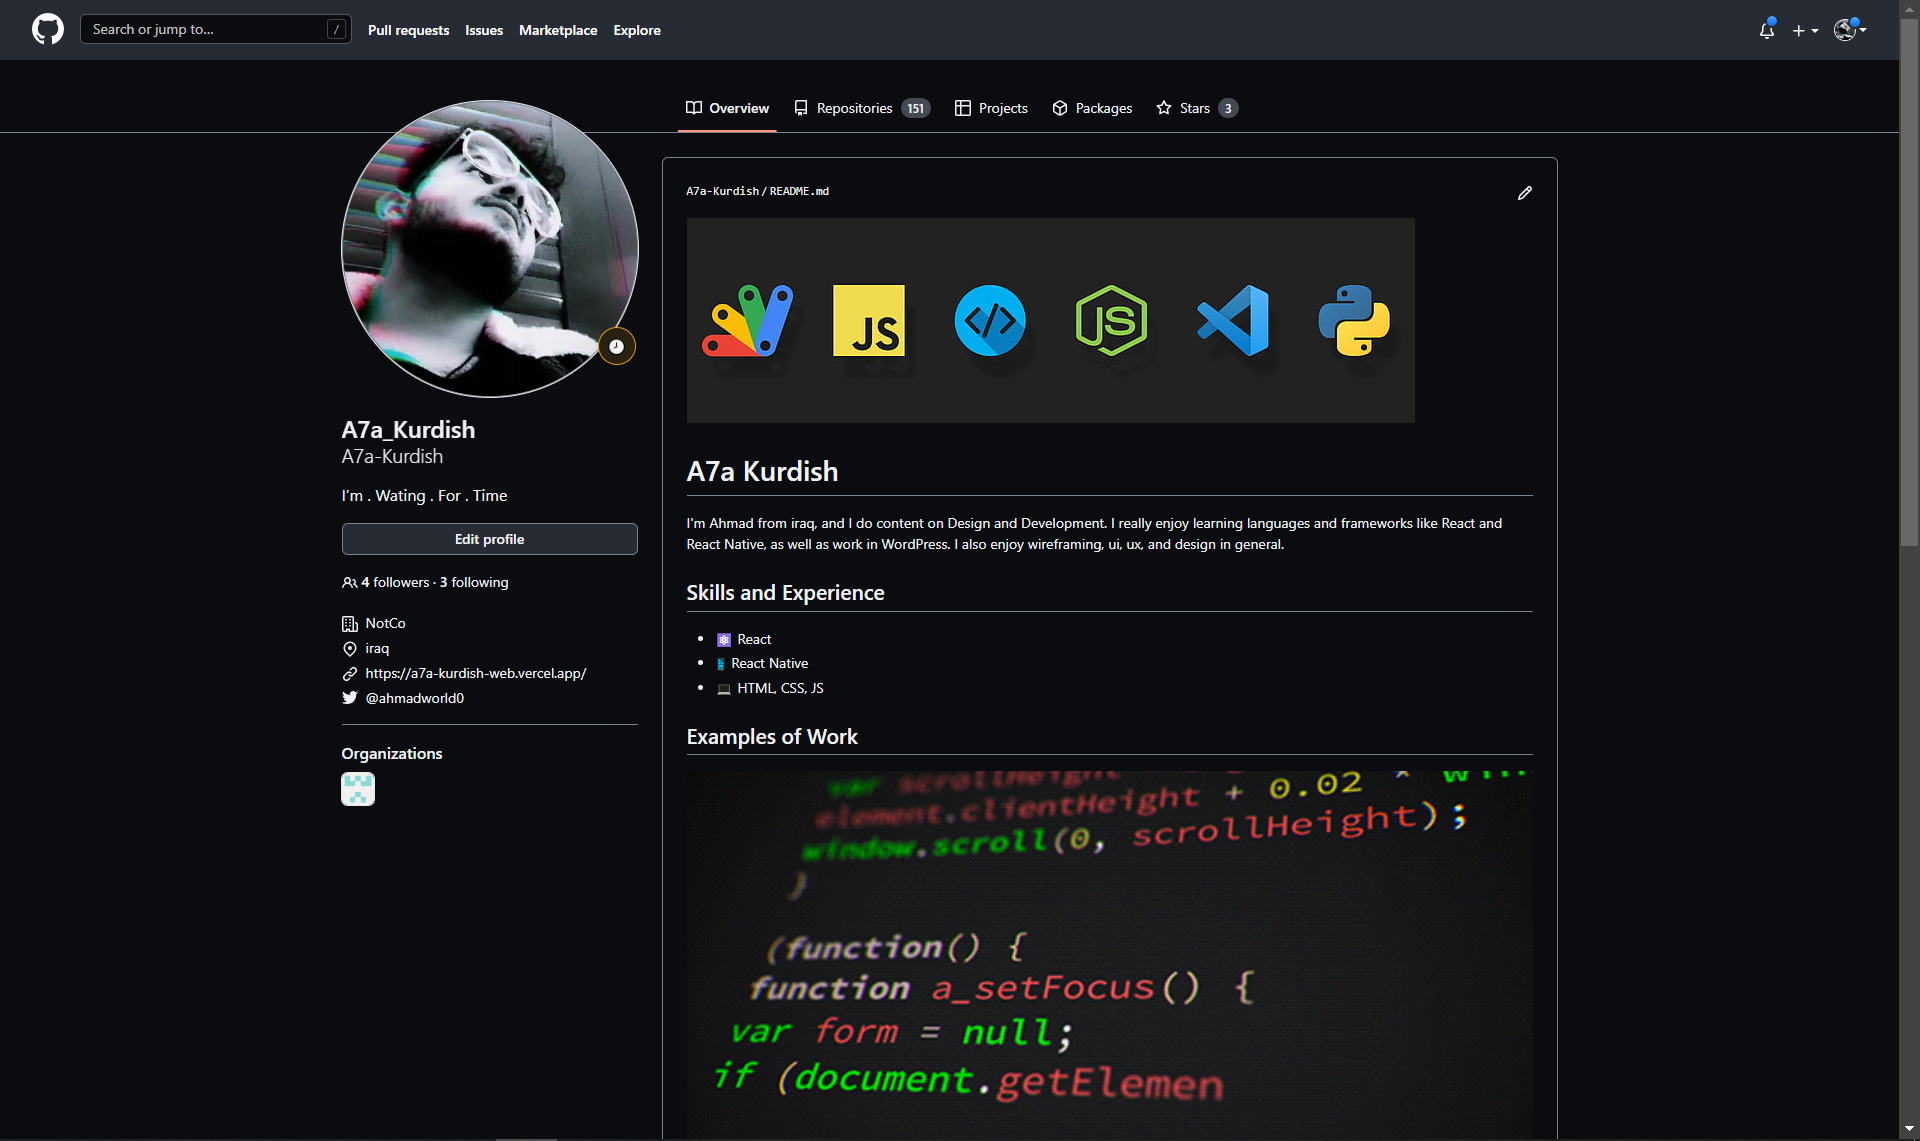 Search or jump to...
/
Pull requests
Issues
Marketplace
Explore
Overview
Repositories 151
Projects
Packages
Stars 3
A7a_Kurdish
A7a-Kurdish
I'm . Wating . For . Time
Edit profile
4 followers · 3 following
NotCo
iraq
https://a7a-kurdish-web.vercel.app/
@ahmadworld0
Organizations
A7a-Kurdish / README.md
JS
</>
JS
A7a Kurdish
I'm Ahmad from iraq, and I do content on Design and Development. I really enjoy learning languages and frameworks like React and
React Native, as well as work in WordPress. I also enjoy wireframing, ui, ux, and design in general.
Skills and Experience
React
React Native
HTML, CSS, JS
Examples of Work
var scrollHeight
element.clientHeight + 0.02 *
window.scroll(0, scrollHeight);
}
(function() {
function a_setFocus() {
var form = null;
if (document.getElemen